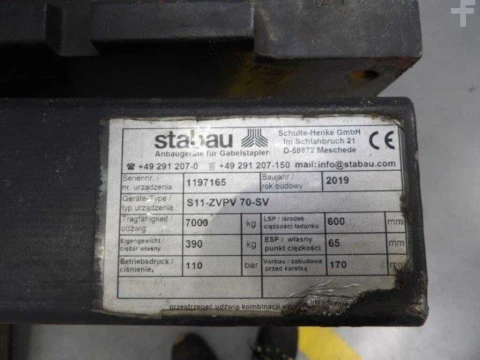 stabau
Anbaugeräte für Gabelstapler
Schulte-Henke GmbH
Im Schlahbruch 21
D-59872 Meschede
CE
☎ +49 291 207-0 +49 291 207-150 mail: info@stabau.com
Seriennr./ nr. urządzenia 1197165 Baujahr/ rok budowy 2019
Geräte-Type / typ urządzenia S11-ZVPV 70-SV
Tragfähigkeit / udźwig 7000 kg LSP / środek ciężkości ładunku 600 mm
Eigengewicht / ciężar własny 390 kg ESP / własny punkt ciężkości 65 mm
Betriebsdruck / ciśnienie 110 bar Vorbau / zabudowa przed karetką 170 mm
przestrzegać udźwig kombinacji